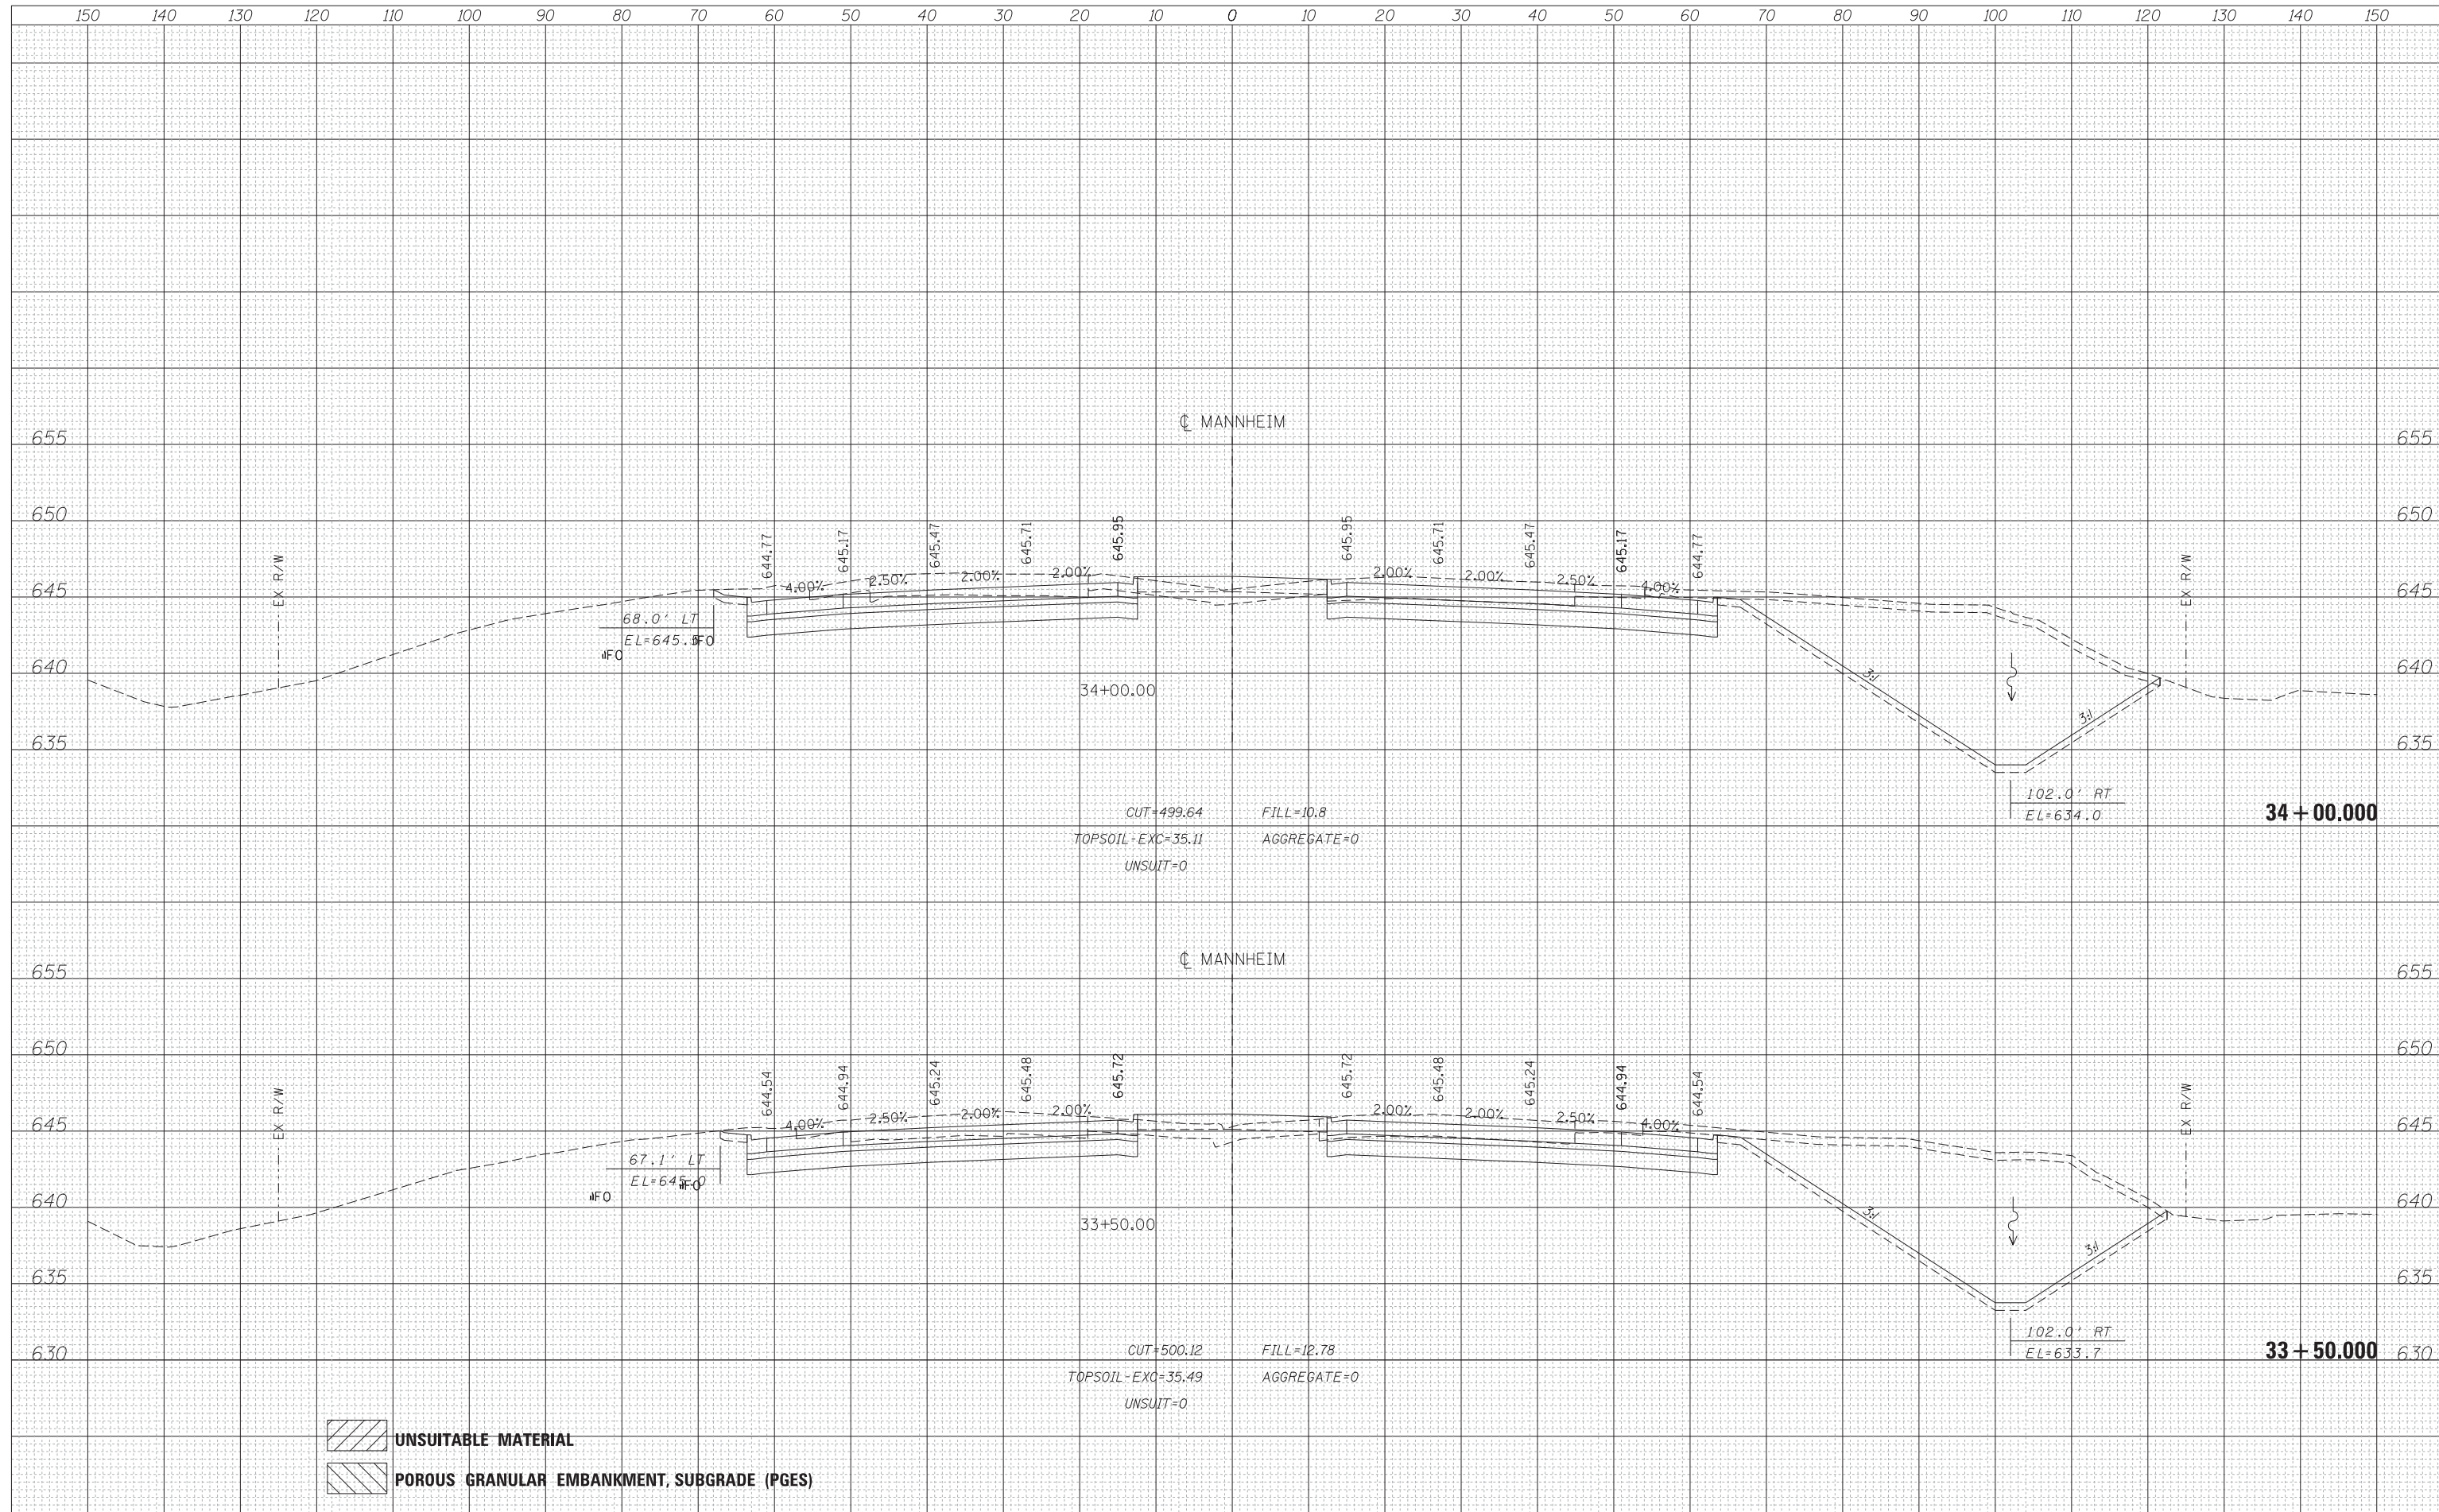 150 140 130 120 110 100 90 80 70 60 50 40 30 20 10 0 10 20 30 40 50 60 70 80 90 100 110 120 130 140 150
℄ MANNHEIM
655 655
650 650
EX R/W 644.77 645.17 645.47 645.71 645.95 645.95 645.71 645.47 645.17 644.77 EX R/W
645 4.00% 2.50% 2.00% 2.00% 2.00% 2.00% 2.50% 4.00% 645
68.0' LT
EL=645.5 FO
FO
640 3:1 640
34+00.00
3:1
635 635
102.0' RT
EL=634.0
CUT=499.64 FILL=10.8 34+00.000
TOPSOIL-EXC=35.11 AGGREGATE=0
UNSUIT=0
℄ MANNHEIM
655 655
650 650
EX R/W 644.54 644.94 645.24 645.48 645.72 645.72 645.48 645.24 644.94 644.54 EX R/W
645 4.00% 2.50% 2.00% 2.00% 2.00% 2.00% 2.50% 4.00% 645
67.1' LT
EL=645.0 FO
FO
640 3:1 640
33+50.00
3:1
635 635
102.0' RT
EL=633.7
630 CUT=500.12 FILL=12.78 33+50.000 630
TOPSOIL-EXC=35.49 AGGREGATE=0
UNSUIT=0
UNSUITABLE MATERIAL
POROUS GRANULAR EMBANKMENT, SUBGRADE (PGES)